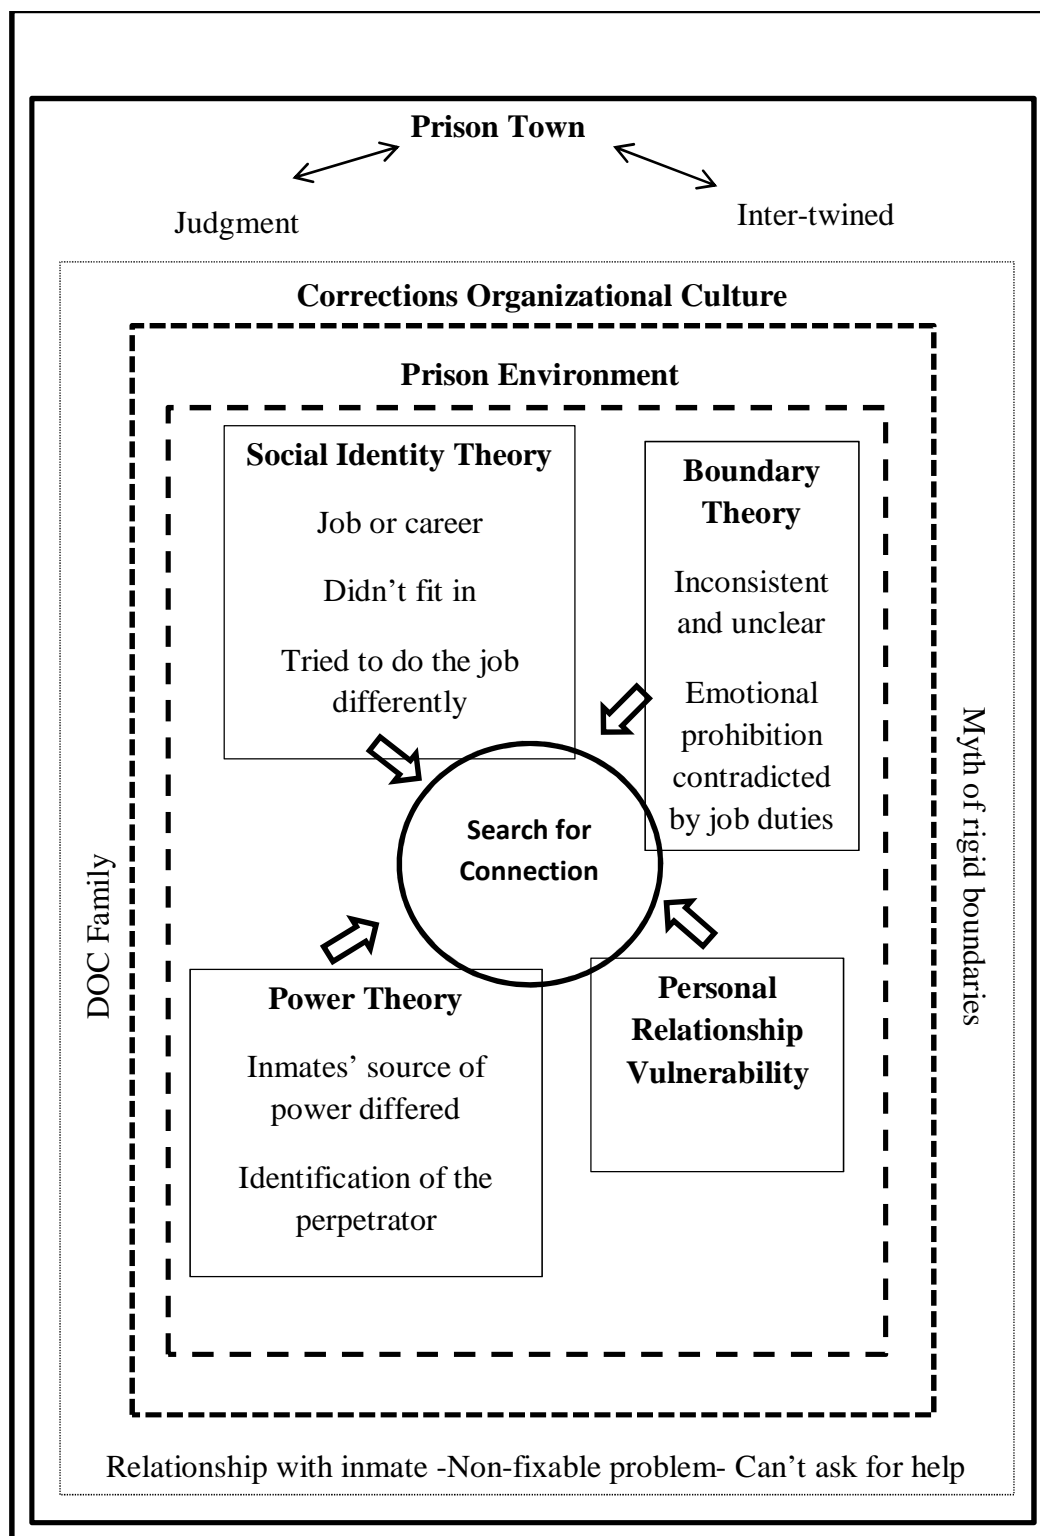 Prison Town
Judgment
Inter-twined
Corrections Organizational Culture
Prison Environment
Social Identity Theory
Job or career
Didn’t fit in
Tried to do the job
differently
Boundary
Theory
Inconsistent
and unclear
Emotional
prohibition
contradicted
by job duties
Search for
Connection
DOC Family
Myth of rigid boundaries
Power Theory
Inmates’ source of
power differed
Identification of the
perpetrator
Personal
Relationship
Vulnerability
Relationship with inmate -Non-fixable problem- Can’t ask for help